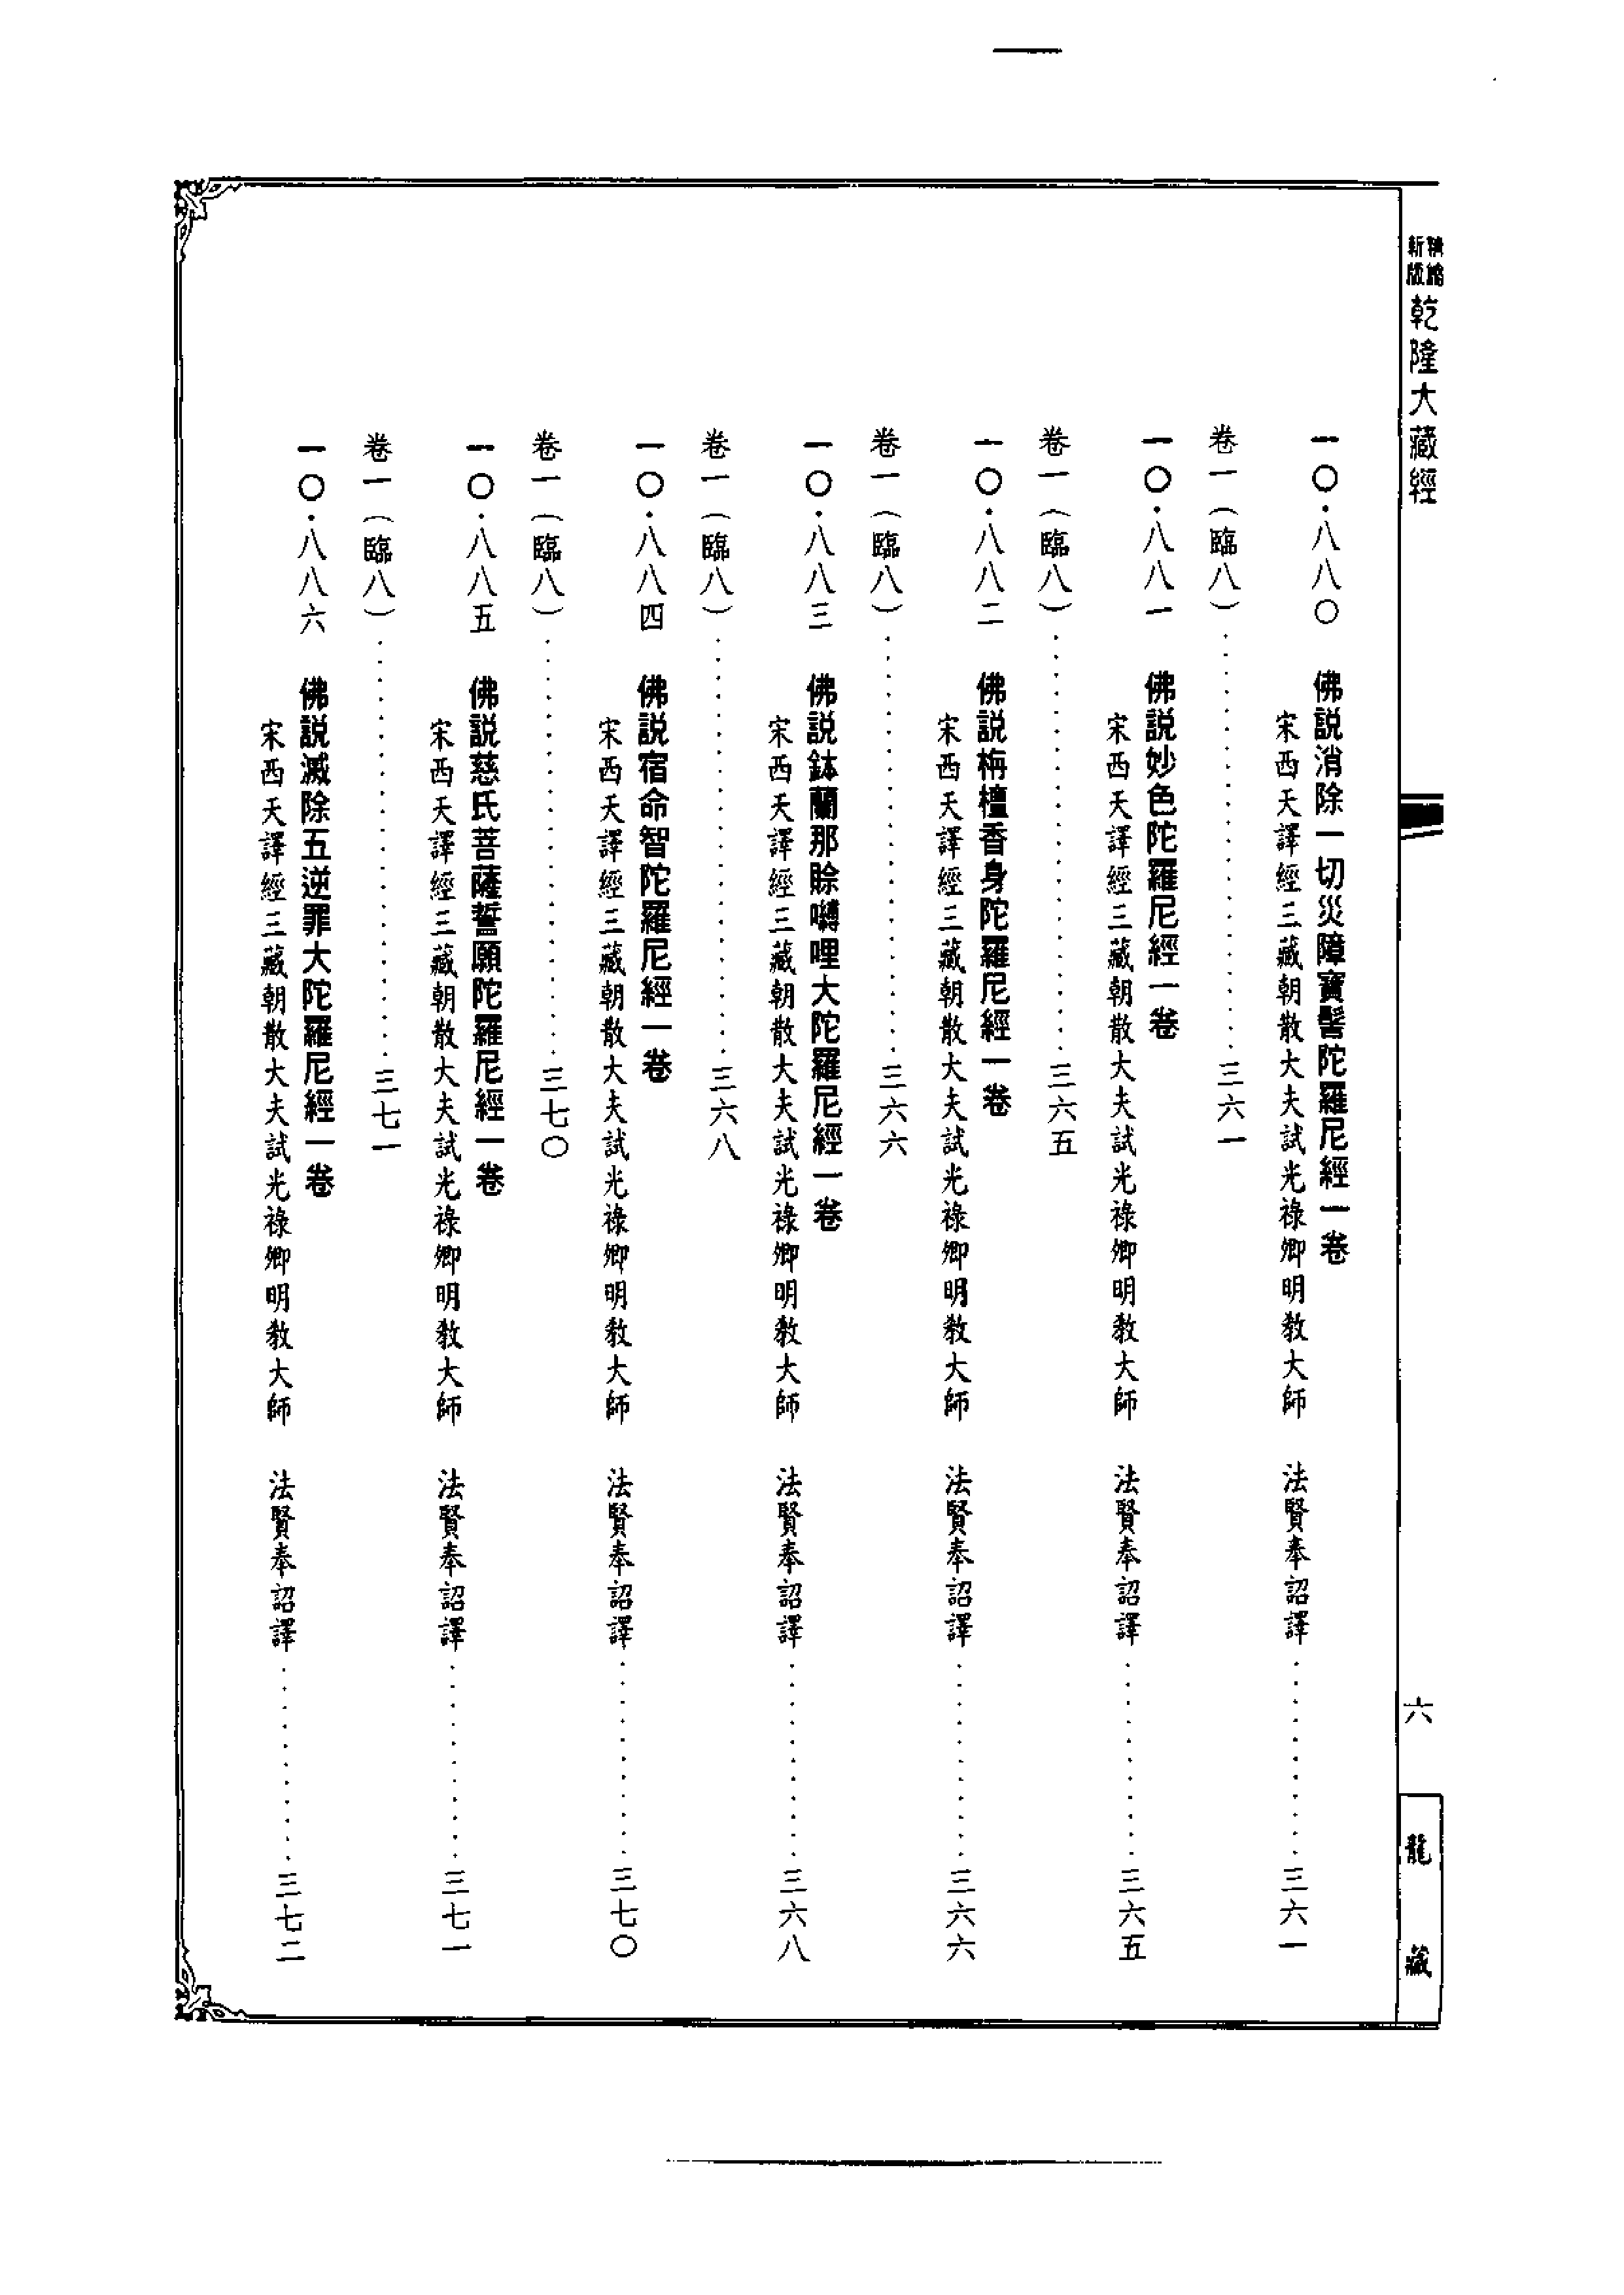 新版
乾隆大藏經
六
龍藏
一〇·八八〇　佛説消除一切災障寶髻陀羅尼經一卷
宋西天譯經三藏朝散大夫試光祿卿明教大師　法賢奉詔譯············三六一
卷一（臨八）·······················三六一
一〇·八八一　佛説妙色陀羅尼經一卷
宋西天譯經三藏朝散大夫試光祿卿明教大師　法賢奉詔譯············三六五
卷一（臨八）·······················三六五
一〇·八八二　佛説栴檀香身陀羅尼經一卷
宋西天譯經三藏朝散大夫試光祿卿明教大師　法賢奉詔譯············三六六
卷一（臨八）·······················三六六
一〇·八八三　佛説鉢蘭那賒嚩哩大陀羅尼經一卷
宋西天譯經三藏朝散大夫試光祿卿明教大師　法賢奉詔譯············三六八
卷一（臨八）·······················三六八
一〇·八八四　佛説宿命智陀羅尼經一卷
宋西天譯經三藏朝散大夫試光祿卿明教大師　法賢奉詔譯············三七〇
卷一（臨八）·······················三七〇
一〇·八八五　佛説慈氏菩薩誓願陀羅尼經一卷
宋西天譯經三藏朝散大夫試光祿卿明教大師　法賢奉詔譯············三七一
卷一（臨八）·······················三七一
一〇·八八六　佛説滅除五逆罪大陀羅尼經一卷
宋西天譯經三藏朝散大夫試光祿卿明教大師　法賢奉詔譯············三七二